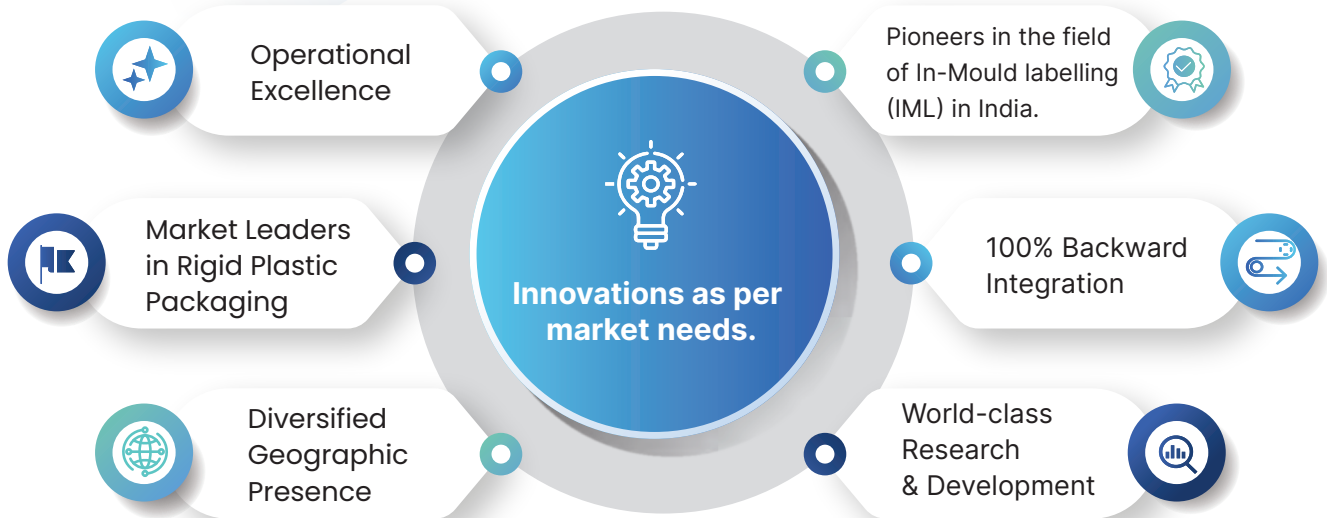 Operational
Excellence
Market Leaders
in Rigid Plastic
Packaging
Diversified
Geographic
Presence
Innovations as per
market needs.
Pioneers in the field
of In-Mould labelling
(IML) in India.
100% Backward
Integration
World-class
Research
& Development